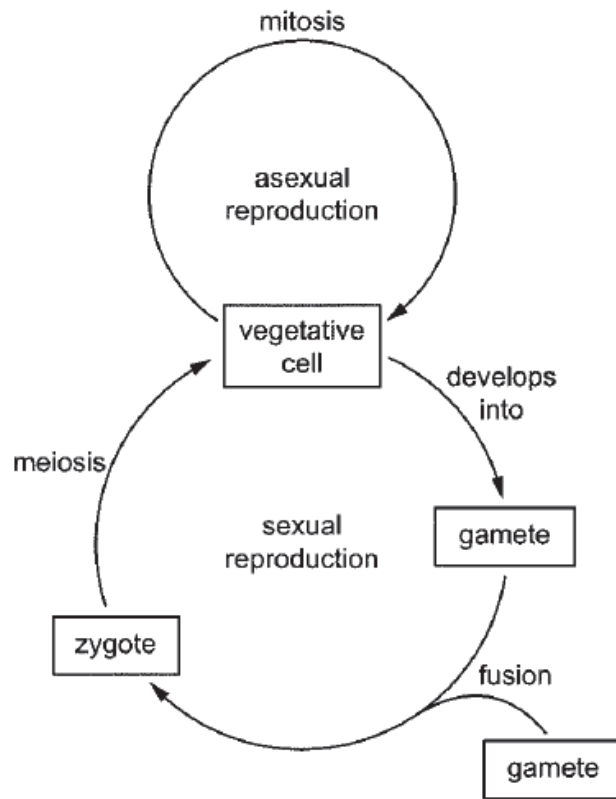 mitosis
asexual
reproduction
vegetative
cell
develops
into
meiosis
sexual
reproduction
gamete
zygote
fusion
gamete